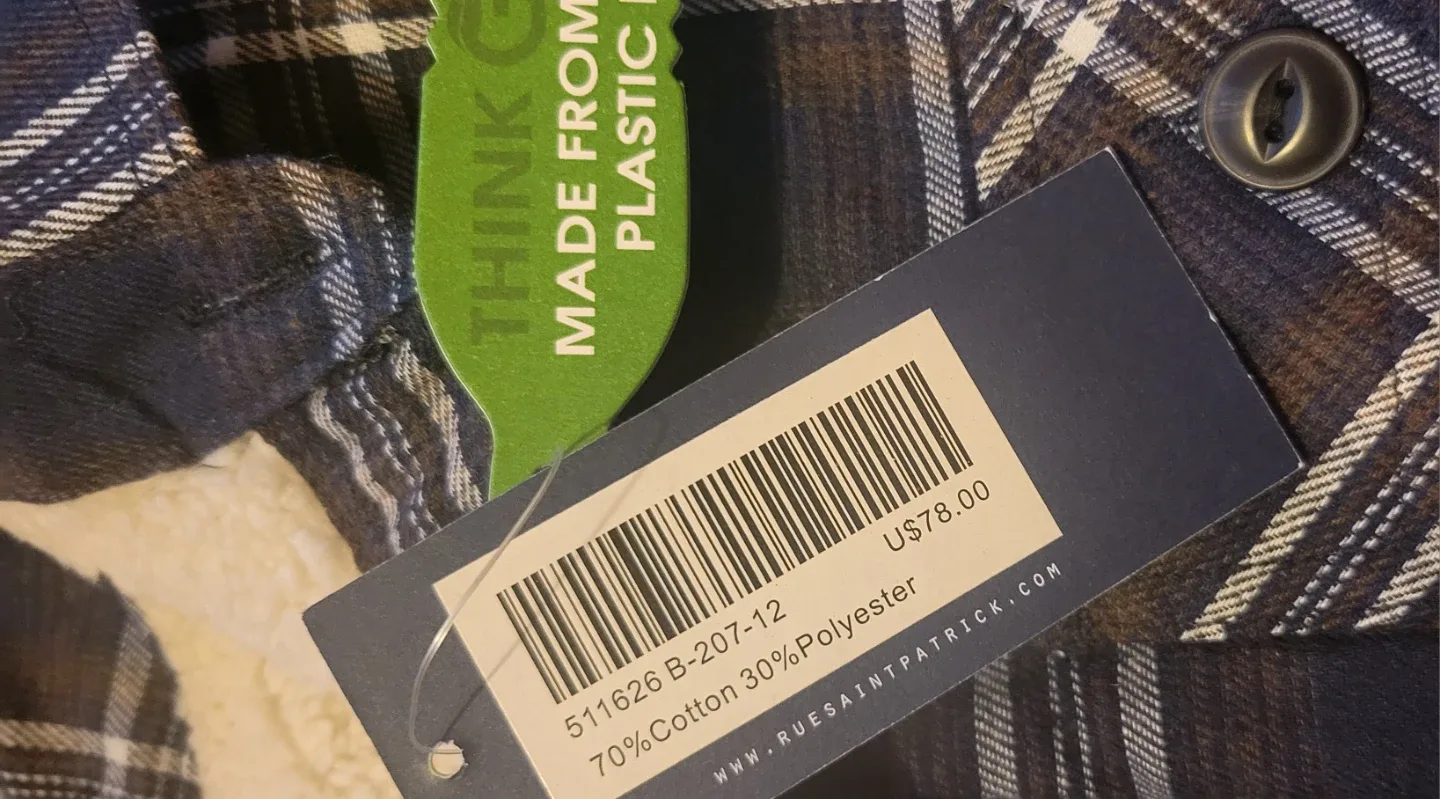 THINK
MADE FROM
PLASTIC
U$78.00
511626 B-207-12
70%Cotton 30%Polyester
WWW.RUESAINTPATRICK.COM